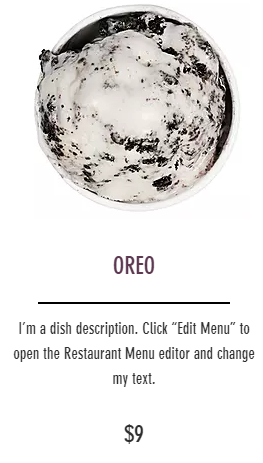 OREO
I'm a dish description. Click “Edit Menu” to
open the Restaurant Menu editor and change
my text.
$9